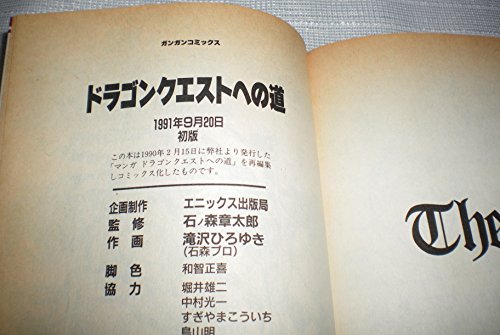 ガンガンコミックス
ドラゴンクエストへの道
1991年9月20日
初版
この本は1990年2月15日に弊社より発行した
「マンガ ドラゴンクエストへの道」を再編集
しコミックス化したものです。
企画制作 エニックス出版局
監修 石ノ森章太郎
作画 滝沢ひろゆき
(石森プロ)
脚色 和智正喜
協力 堀井雄二
中村光一
すぎやまこういち
鳥山明
The